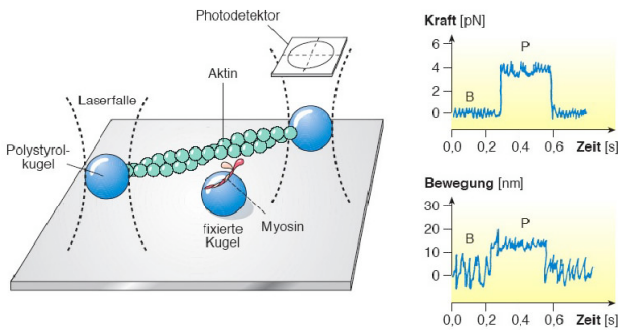 Photodetektor
Aktin
Laserfalle
Polystyrol-
kugel
fixierte
Kugel
Myosin
Kraft [pN]
6
4
2
0
B
P
0,0 0,2 0,4 0,6 Zeit [s]
Bewegung [nm]
30
20
10
0
B
P
0,0 0,2 0,4 0,6 Zeit [s]